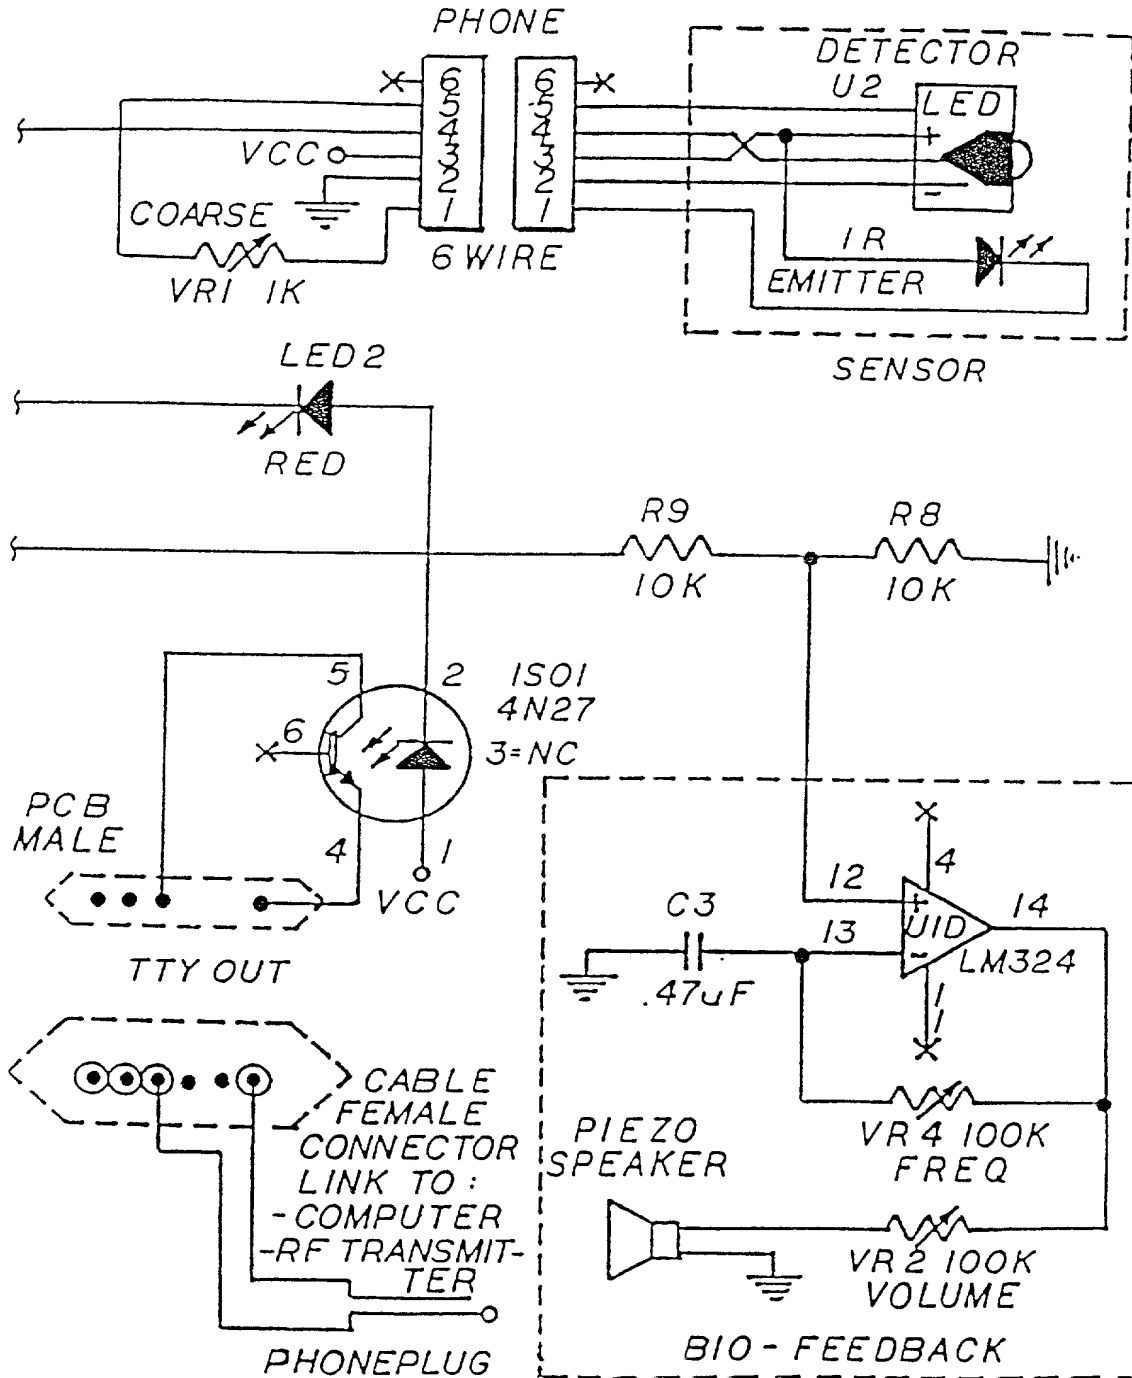 PHONE
6
5
4
3
2
1
6 WIRE
VCC
COARSE
VR1 1K
6
5
4
3
2
1
DETECTOR
U2
LED
+
-
IR
EMITTER
SENSOR
LED2
RED
R9
10K
R8
10K
5
2
6
4
1
ISO1
4N27
3=NC
VCC
PCB
MALE
TTY OUT
CABLE
FEMALE
CONNECTOR
LINK TO:
-COMPUTER
-RF TRANSMIT-
TER
PHONEPLUG
C3
.47uF
12
13
4
+
U1D
-
14
LM324
11
VR4 100K
FREQ
PIEZO
SPEAKER
VR2 100K
VOLUME
BIO-FEEDBACK